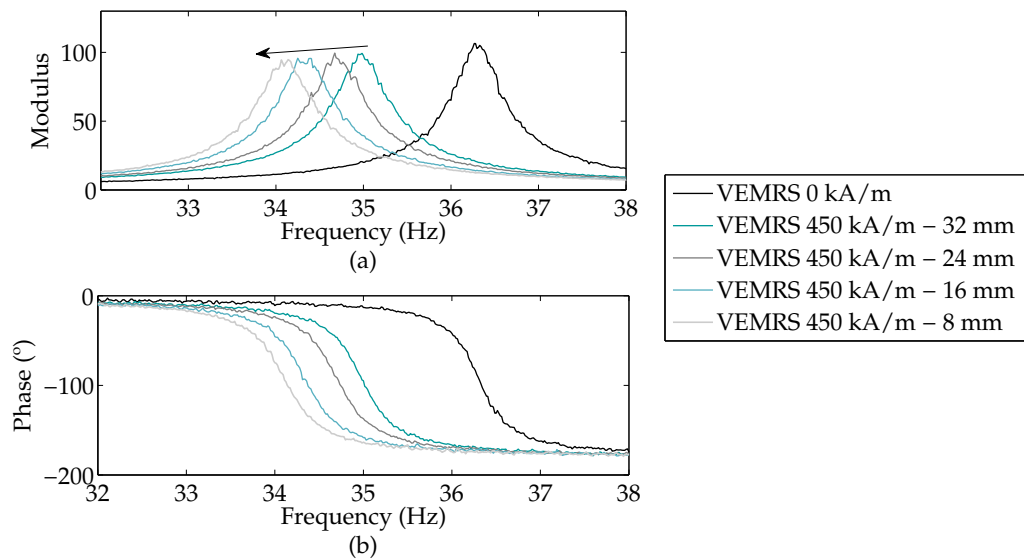 100
50
0
Modulus
33 34 35 36 37 38
Frequency (Hz)
(a)
0
−100
−200
Phase (º)
32 33 34 35 36 37 38
Frequency (Hz)
(b)
VEMRS 0 kA/m
VEMRS 450 kA/m – 32 mm
VEMRS 450 kA/m – 24 mm
VEMRS 450 kA/m – 16 mm
VEMRS 450 kA/m – 8 mm